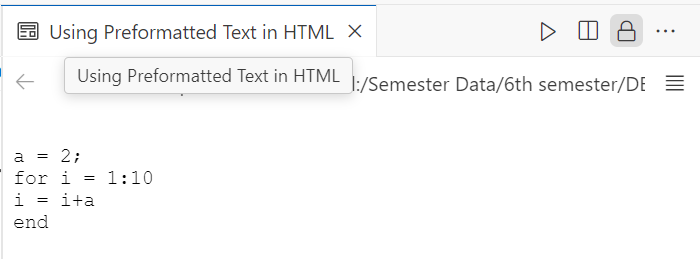 Using Preformatted Text in HTML
Using Preformatted Text in HTML
:/Semester Data/6th semester/DE
a = 2;
for i = 1:10
i = i+a
end